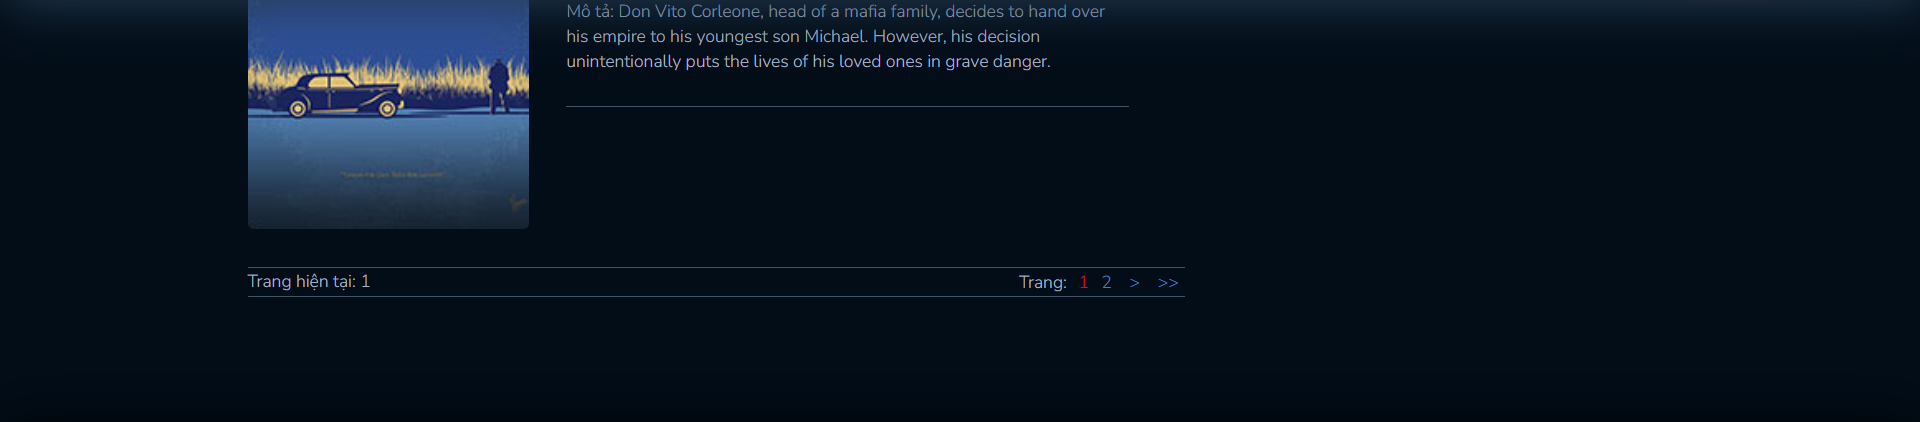 Mô tả: Don Vito Corleone, head of a mafia family, decides to hand over
his empire to his youngest son Michael. However, his decision
unintentionally puts the lives of his loved ones in grave danger.
Trang hiện tại: 1
Trang: 1 2 > >>